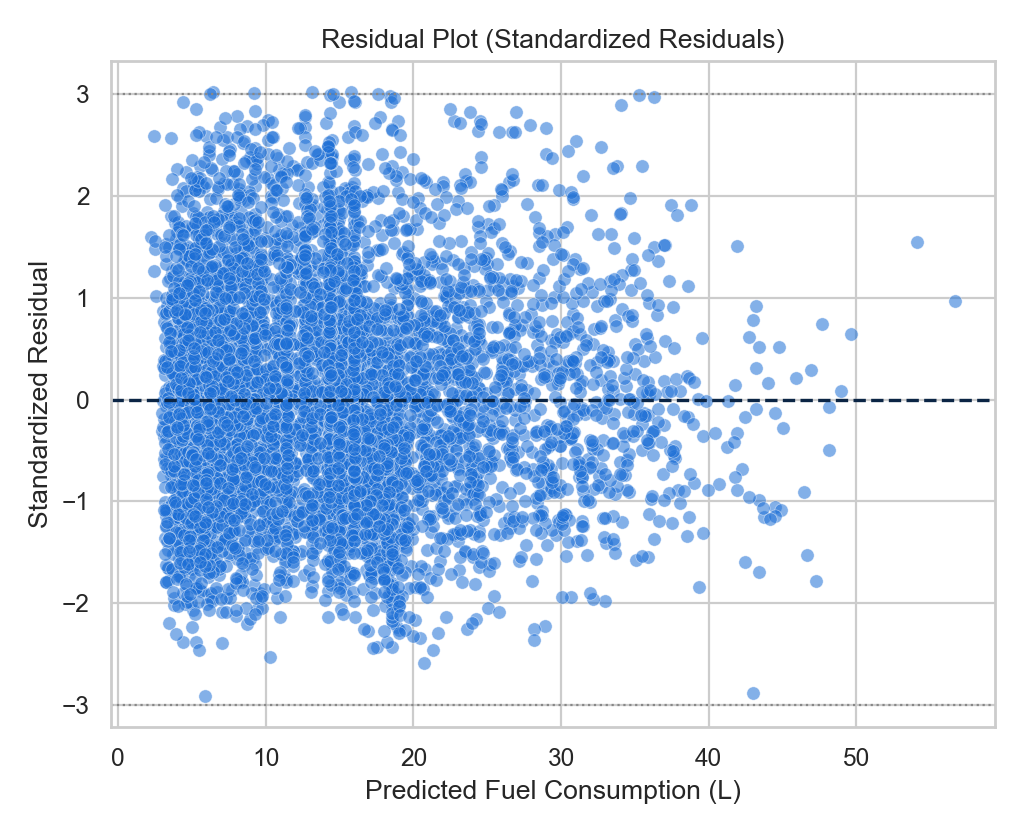 Residual Plot (Standardized Residuals)
Standardized Residual
3
2
1
0
−1
−2
−3
0 10 20 30 40 50
Predicted Fuel Consumption (L)